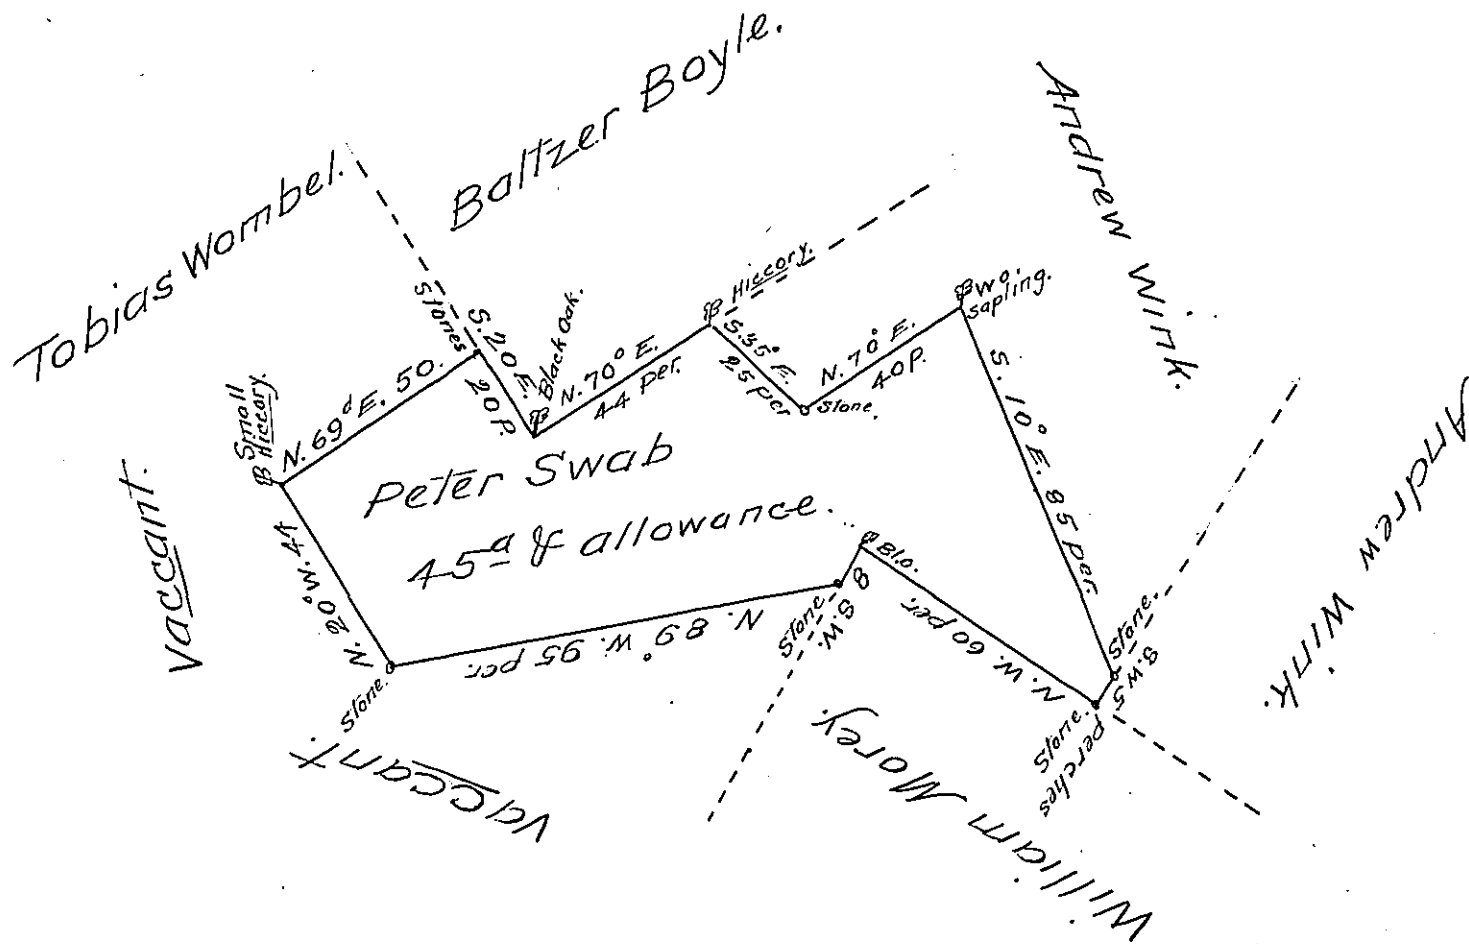 Tobias Wombel.
Baltzer Boyle.
Andrew Wink.
Andrew Wink.
William Morey.
Vaccant.
Vaccant.
Small
Hiccory.
N. 69d E. 50.
Stones
S. 20 E.
20 P.
Black Oak.
N. 70° E.
44 per.
Hiccory.
S. 35° E.
25 per
Stone.
N. 70° E.
40 P.
wo.
sapling.
S. 10° E. 85 per.
Stone.
S.W 5
perches
Stone.
N. W. 60 per.
Blo.
8
S.W.
Stone
N. 89° W. 95 per.
Stone.
N. 20° W. 44
Peter Swab
45a & allowance.